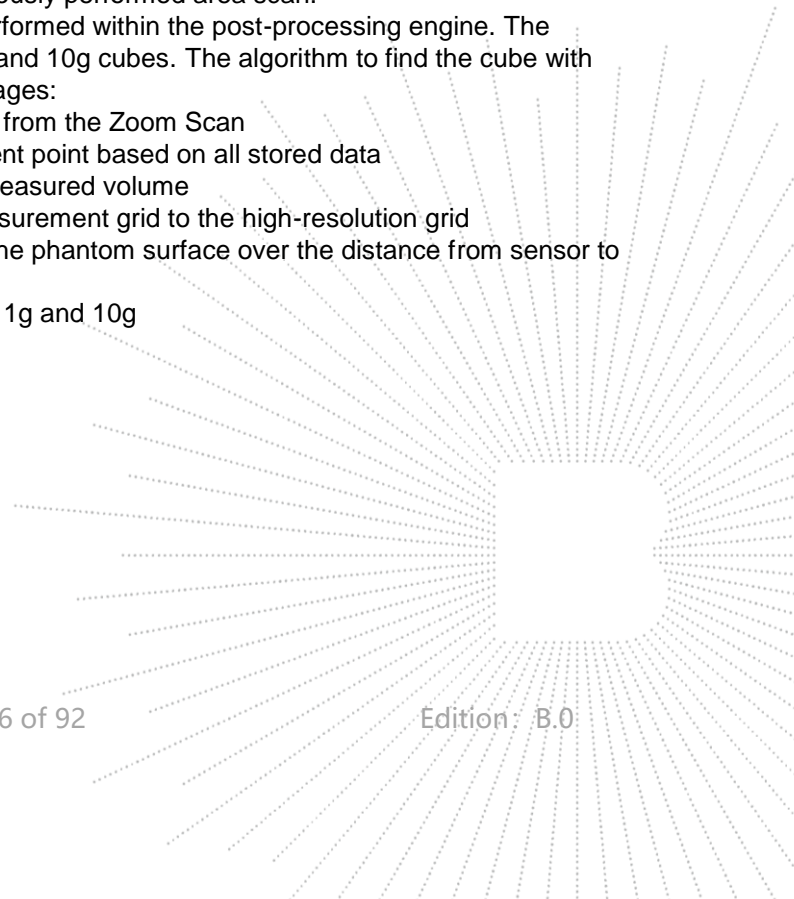 performed area scan.
formed within the post-processing engine. The
and 10g cubes. The algorithm to find the cube with
ages:
from the Zoom Scan
ent point based on all stored data
easured volume
surement grid to the high-resolution grid
he phantom surface over the distance from sensor to
1g and 10g
6 of 92 Edition: B.0